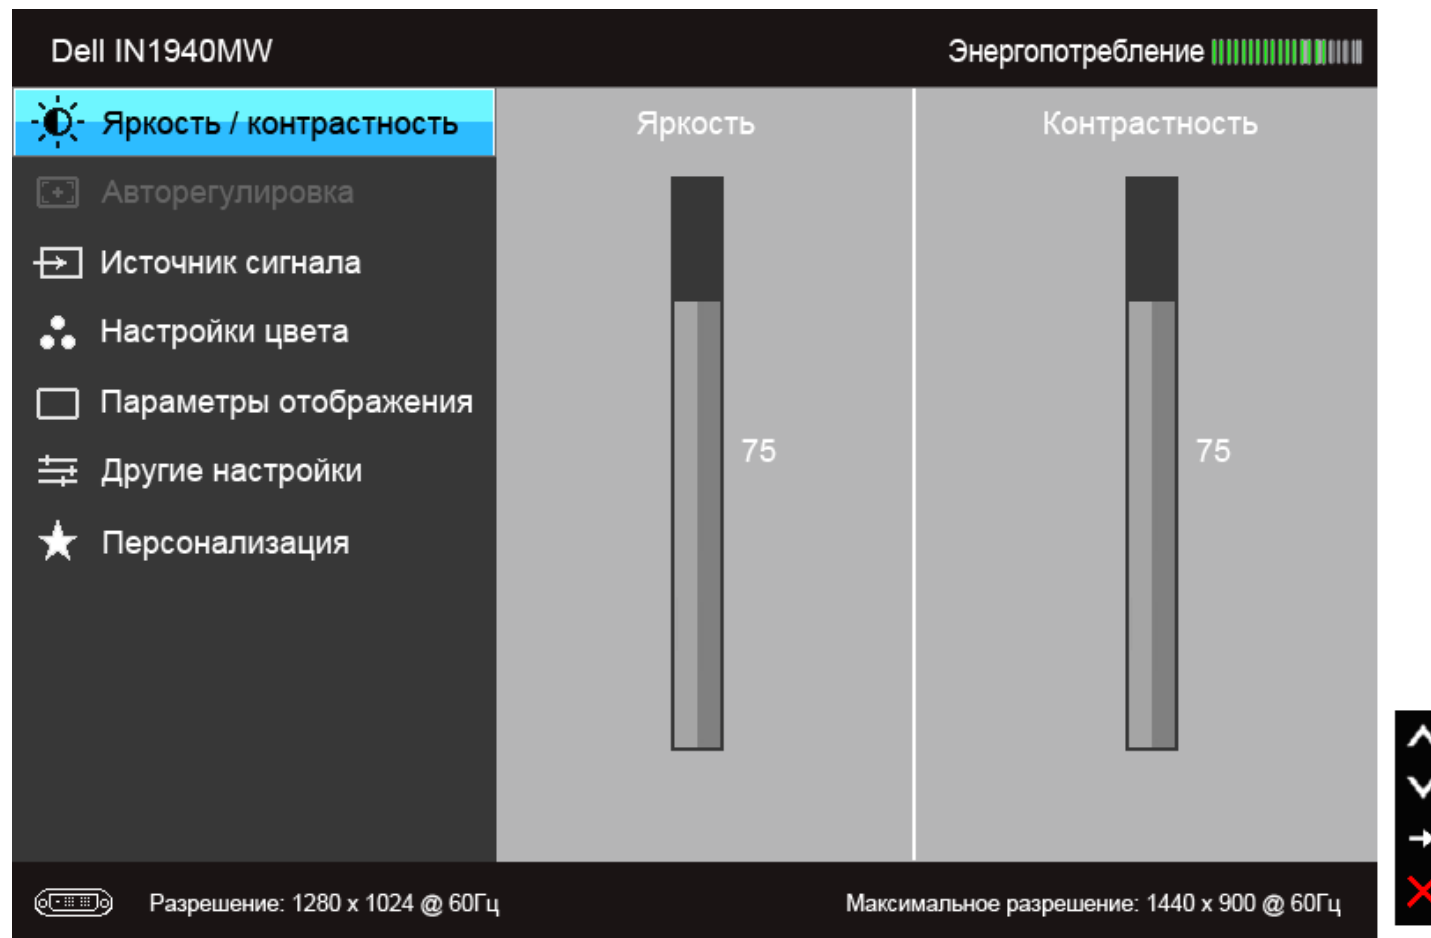 Dell IN1940MW
Энергопотребление
Яркость / контрастность
Авторегулировка
Источник сигнала
Настройки цвета
Параметры отображения
Другие настройки
Персонализация
Яркость
75
Контрастность
75
Разрешение: 1280 x 1024 @ 60Гц
Максимальное разрешение: 1440 x 900 @ 60Гц